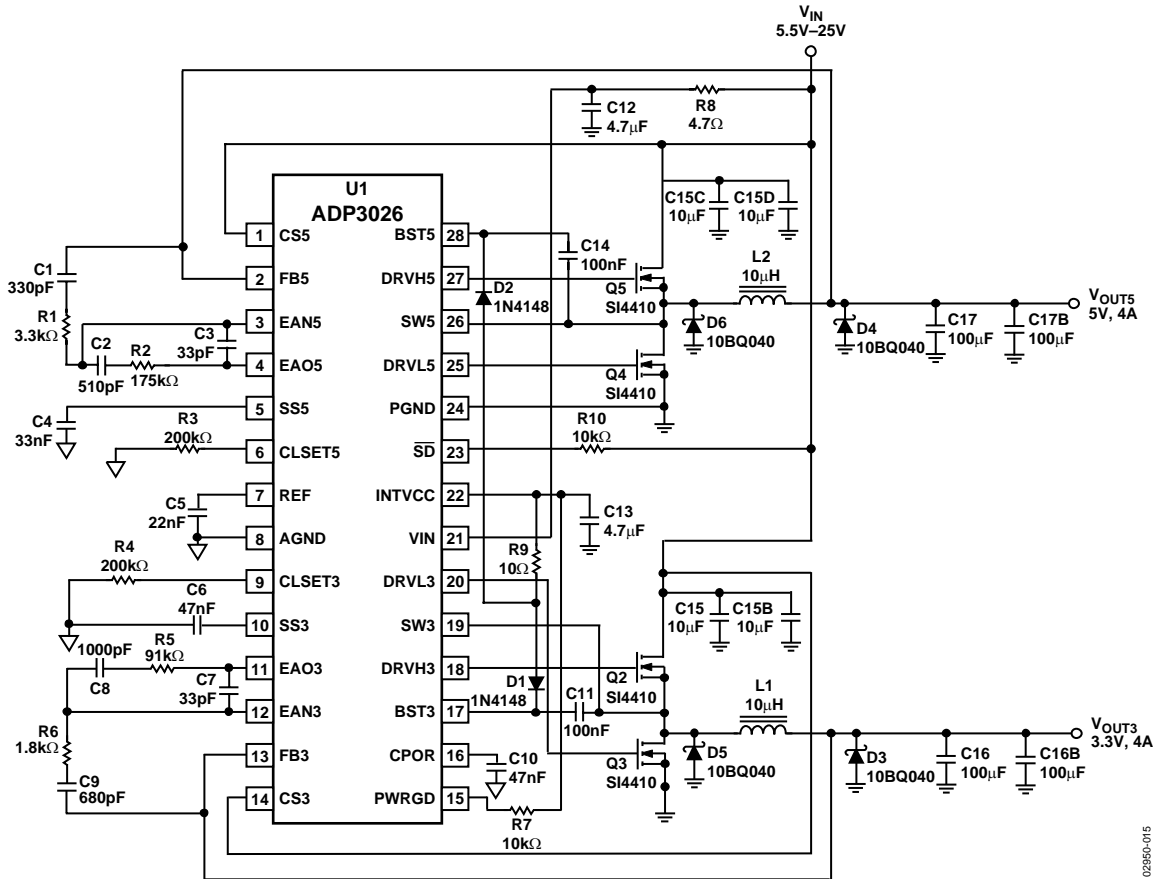 V_IN
5.5V–25V
C12
4.7µF
R8
4.7Ω
U1
ADP3026
1 CS5
2 FB5
3 EAN5
4 EAO5
5 SS5
6 CLSET5
7 REF
8 AGND
9 CLSET3
10 SS3
11 EAO3
12 EAN3
13 FB3
14 CS3
BST5 28
DRVH5 27
SW5 26
DRVL5 25
PGND 24
S̅D̅ 23
INTVCC 22
VIN 21
DRVL3 20
SW3 19
DRVH3 18
BST3 17
CPOR 16
PWRGD 15
C1
330pF
R1
3.3kΩ
C2
510pF
R2
175kΩ
C3
33pF
C4
33nF
R3
200kΩ
C5
22nF
R4
200kΩ
C6
47nF
1000pF
C8
R5
91kΩ
C7
33pF
R6
1.8kΩ
C9
680pF
D2
1N4148
C14
100nF
C15C
10µF
C15D
10µF
Q5
SI4410
L2
10µH
D6
10BQ040
D4
10BQ040
C17
100µF
C17B
100µF
V_OUT5
5V, 4A
Q4
SI4410
R10
10kΩ
C13
4.7µF
R9
10Ω
D1
1N4148
C11
100nF
C10
47nF
R7
10kΩ
C15
10µF
C15B
10µF
Q2
SI4410
L1
10µH
Q3
SI4410
D5
10BQ040
D3
10BQ040
C16
100µF
C16B
100µF
V_OUT3
3.3V, 4A
02950-015